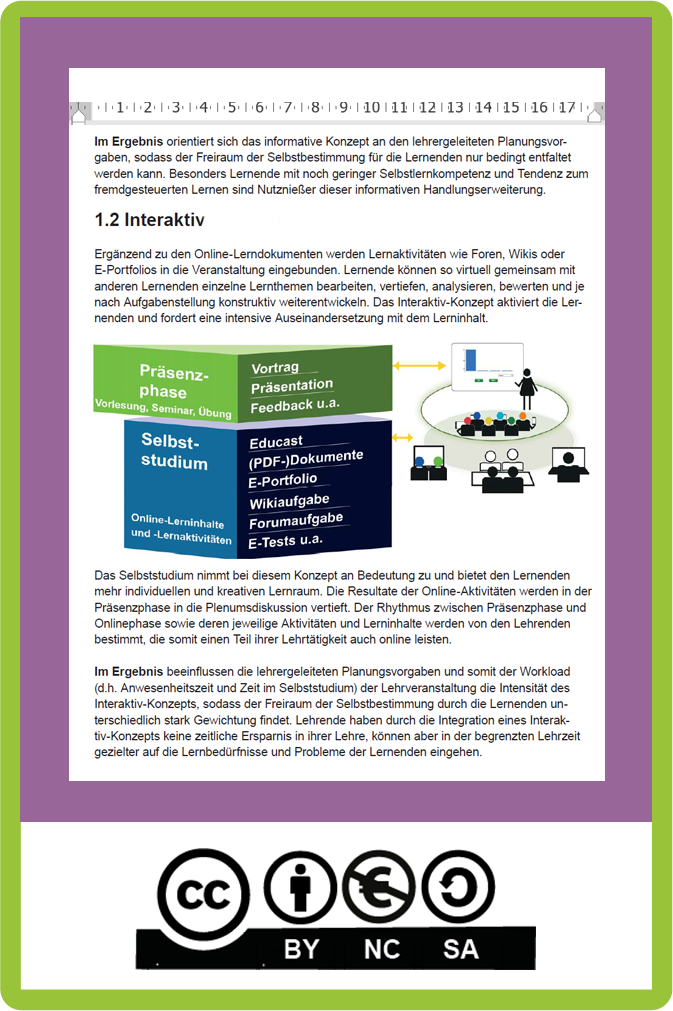 1 2 3 4 5 6 7 8 9 10 11 12 13 14 15 16 17
Im Ergebnis orientiert sich das informative Konzept an den lehrergeleiteten Planungsvor-
gaben, sodass der Freiraum der Selbstbestimmung für die Lernenden nur bedingt entfaltet
werden kann. Besonders Lernende mit noch geringer Selbstlernkompetenz und Tendenz zum
fremdgesteuerten Lernen sind Nutznießer dieser informativen Handlungserweiterung.
1.2 Interaktiv
Ergänzend zu den Online-Lerndokumenten werden Lernaktivitäten wie Foren, Wikis oder
E-Portfolios in die Veranstaltung eingebunden. Lernende können so virtuell gemeinsam mit
anderen Lernenden einzelne Lernthemen bearbeiten, vertiefen, analysieren, bewerten und je
nach Aufgabenstellung konstruktiv weiterentwickeln. Das Interaktiv-Konzept aktiviert die Ler-
nenden und fordert eine intensive Auseinandersetzung mit dem Lerninhalt.
Präsenz-
phase
Vorlesung, Seminar, Übung
Vortrag
Präsentation
Feedback u.a.
Selbst-
studium
Online-Lerninhalte
und -Lernaktivitäten
Educast
(PDF-)Dokumente
E-Portfolio
Wikiaufgabe
Forumaufgabe
E-Tests u.a.
Das Selbststudium nimmt bei diesem Konzept an Bedeutung zu und bietet den Lernenden
mehr individuellen und kreativen Lernraum. Die Resultate der Online-Aktivitäten werden in der
Präsenzphase in die Plenumsdiskussion vertieft. Der Rhythmus zwischen Präsenzphase und
Onlinephase sowie deren jeweilige Aktivitäten und Lerninhalte werden von den Lehrenden
bestimmt, die somit einen Teil ihrer Lehrtätigkeit auch online leisten.
Im Ergebnis beeinflussen die lehrergeleiteten Planungsvorgaben und somit der Workload
(d.h. Anwesenheitszeit und Zeit im Selbststudium) der Lehrveranstaltung die Intensität des
Interaktiv-Konzepts, sodass der Freiraum der Selbstbestimmung durch die Lernenden un-
terschiedlich stark Gewichtung findet. Lehrende haben durch die Integration eines Interak-
tiv-Konzepts keine zeitliche Ersparnis in ihrer Lehre, können aber in der begrenzten Lehrzeit
gezielter auf die Lernbedürfnisse und Probleme der Lernenden eingehen.
cc
BY NC SA